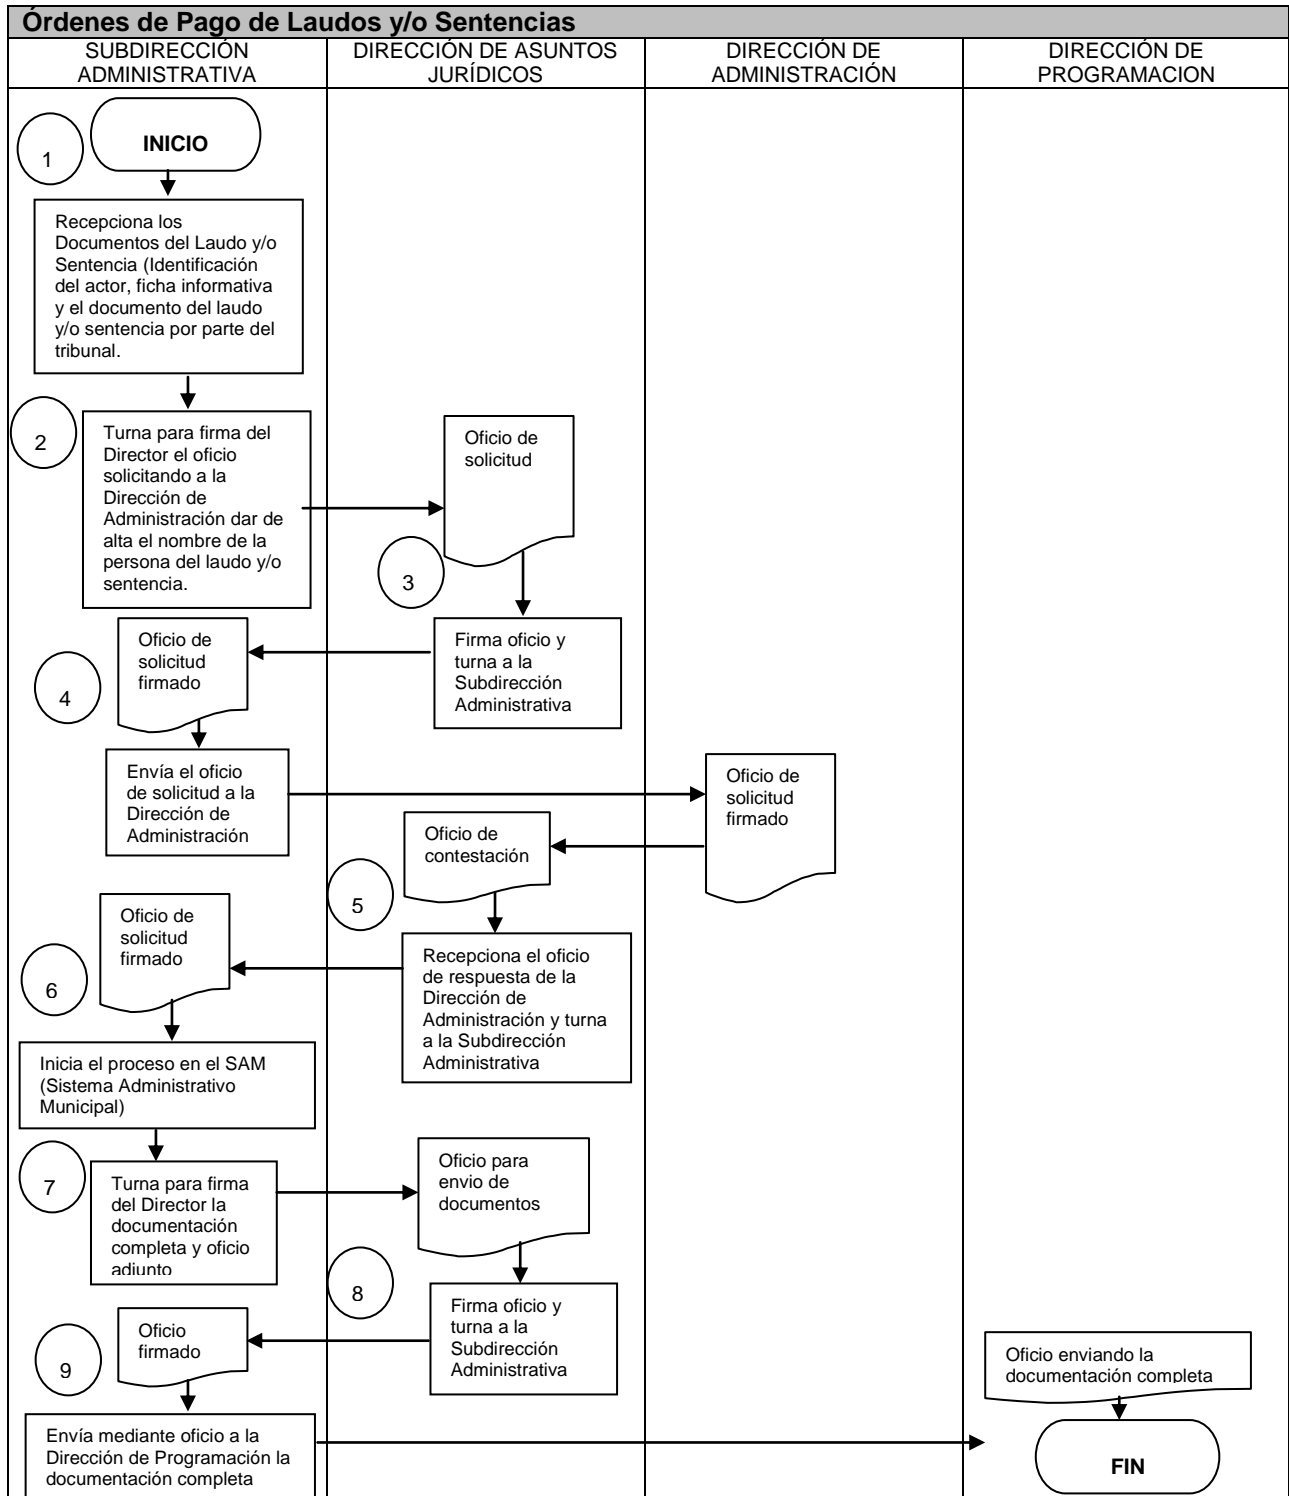 Órdenes de Pago de Laudos y/o Sentencias
SUBDIRECCIÓN
ADMINISTRATIVA
DIRECCIÓN DE ASUNTOS
JURÍDICOS
DIRECCIÓN DE
ADMINISTRACIÓN
DIRECCIÓN DE
PROGRAMACION
1
INICIO
Recepciona los
Documentos del Laudo y/o
Sentencia (Identificación
del actor, ficha informativa
y el documento del laudo
y/o sentencia por parte del
tribunal.
2
Turna para firma del
Director el oficio
solicitando a la
Dirección de
Administración dar de
alta el nombre de la
persona del laudo y/o
sentencia.
Oficio de
solicitud
3
Firma oficio y
turna a la
Subdirección
Administrativa
Oficio de
solicitud
firmado
4
Envía el oficio
de solicitud a la
Dirección de
Administración
Oficio de
solicitud
firmado
Oficio de
contestación
5
Recepciona el oficio
de respuesta de la
Dirección de
Administración y turna
a la Subdirección
Administrativa
Oficio de
solicitud
firmado
6
Inicia el proceso en el SAM
(Sistema Administrativo
Municipal)
7
Turna para firma
del Director la
documentación
completa y oficio
adjunto
Oficio para
envio de
documentos
8
Firma oficio y
turna a la
Subdirección
Administrativa
Oficio
firmado
9
Envía mediante oficio a la
Dirección de Programación la
documentación completa
Oficio enviando la
documentación completa
FIN